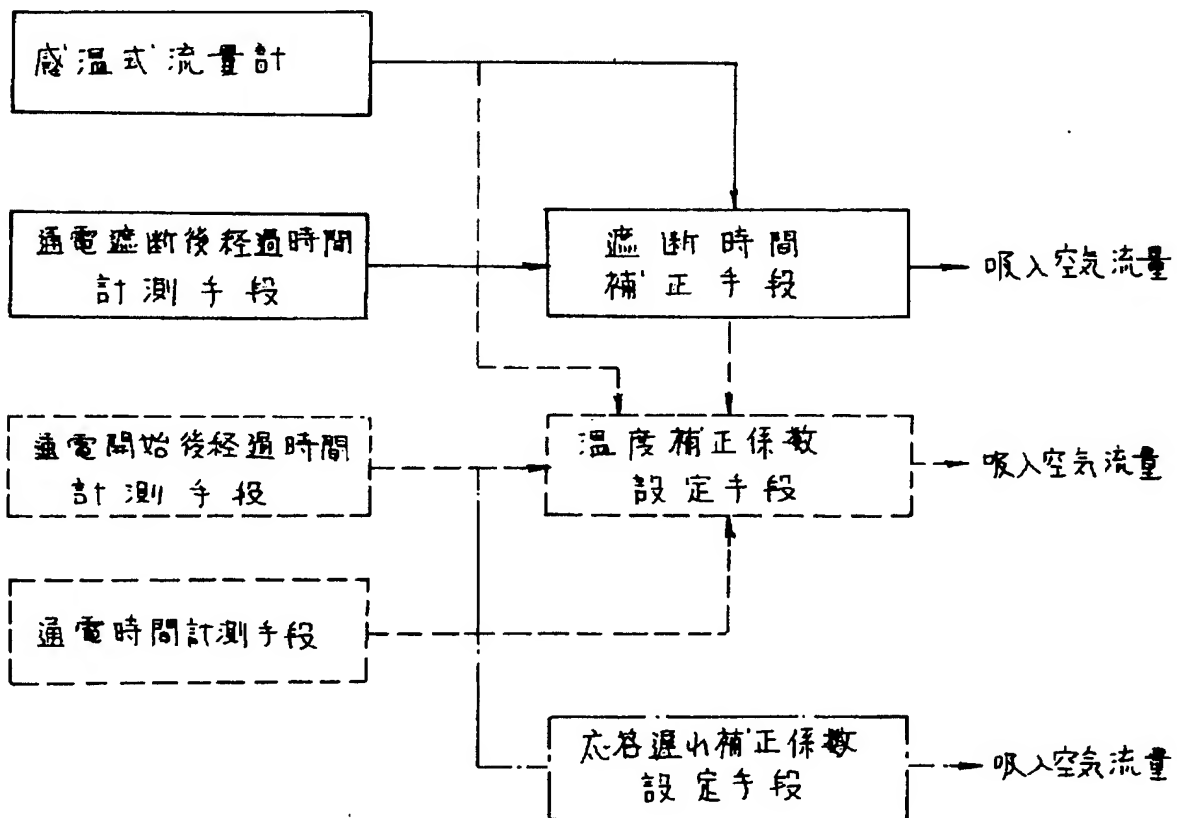 感温式流量計
通電遮断後経過時間
計測手段
遮断時間
補正手段
吸入空気流量
通電開始後経過時間
計測手段
温度補正係数
設定手段
吸入空気流量
通電時間計測手段
応答遅れ補正係数
設定手段
吸入空気流量